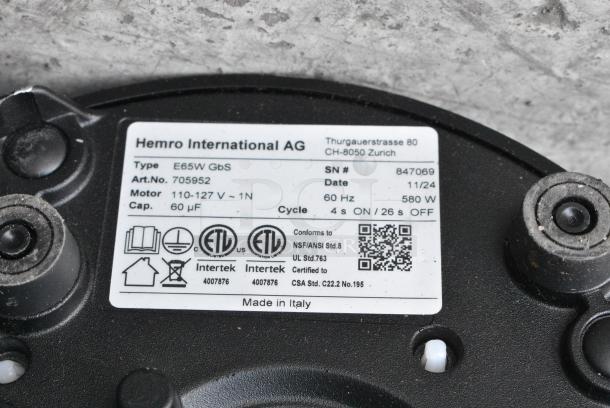 Hemro International AG
Thurgauerstrasse 80
CH-8050 Zurich
Type E65W GbS SN # 847069
Art.No. 705952 Date 11/24
Motor 110-127 V ~ 1N 60 Hz 580 W
Cap. 60 µF Cycle 4 s ON / 26 s OFF
ETL ETL
C US
Intertek Intertek
4007876 4007876
Conforms to
NSF/ANSI Std.8
UL Std.763
Certified to
CSA Std. C22.2 No.195
Made in Italy